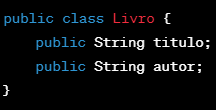 public class Livro {
    public String titulo;
    public String autor;
}